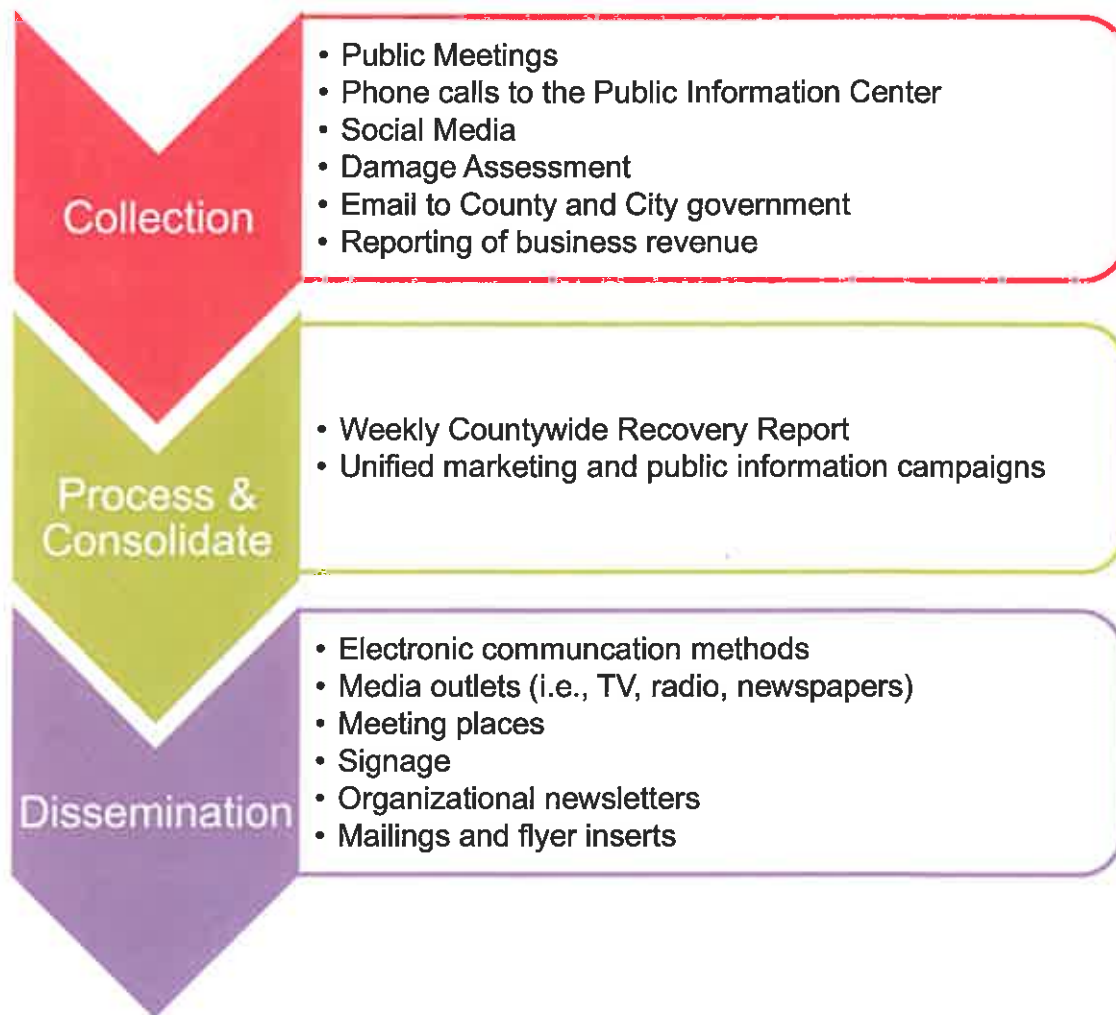 Collection
• Public Meetings
• Phone calls to the Public Information Center
• Social Media
• Damage Assessment
• Email to County and City government
• Reporting of business revenue
Process &
Consolidate
• Weekly Countywide Recovery Report
• Unified marketing and public information campaigns
Dissemination
• Electronic communcation methods
• Media outlets (i.e., TV, radio, newspapers)
• Meeting places
• Signage
• Organizational newsletters
• Mailings and flyer inserts